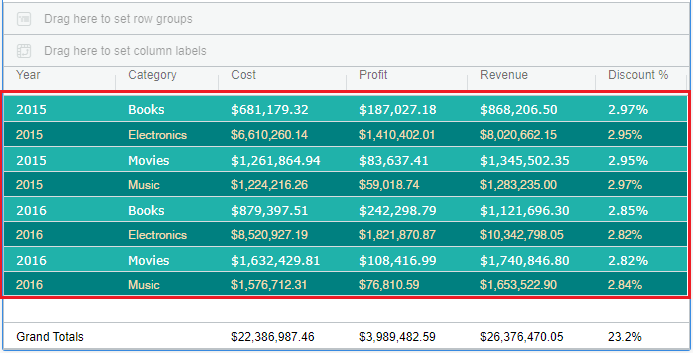 Drag here to set row groups
Drag here to set column labels
Year Category Cost Profit Revenue Discount %
2015 Books $681,179.32 $187,027.18 $868,206.50 2.97%
2015 Electronics $6,610,260.14 $1,410,402.01 $8,020,662.15 2.95%
2015 Movies $1,261,864.94 $83,637.41 $1,345,502.35 2.95%
2015 Music $1,224,216.26 $59,018.74 $1,283,235.00 2.97%
2016 Books $879,397.51 $242,298.79 $1,121,696.30 2.85%
2016 Electronics $8,520,927.19 $1,821,870.87 $10,342,798.05 2.82%
2016 Movies $1,632,429.81 $108,416.99 $1,740,846.80 2.82%
2016 Music $1,576,712.31 $76,810.59 $1,653,522.90 2.84%
Grand Totals $22,386,987.46 $3,989,482.59 $26,376,470.05 23.2%